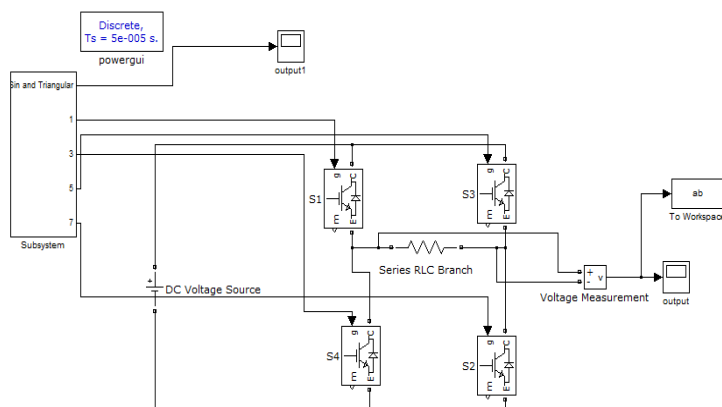 Discrete,
Ts = 5e-005 s.
powergui
output1
Sin and Triangular
1
3
5
7
Subsystem
g
C
m
E
S1
g
C
m
E
S3
Series RLC Branch
+
DC Voltage Source
+
-
v
Voltage Measurement
ab
To Workspace
output
g
C
m
E
S4
g
C
m
E
S2